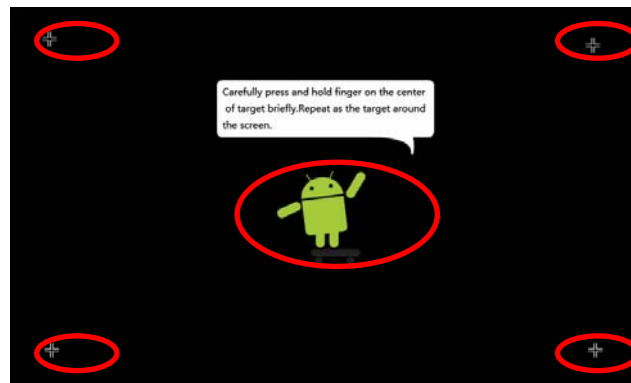 Carefully press and hold finger on the center
of target briefly.Repeat as the target around
the screen.